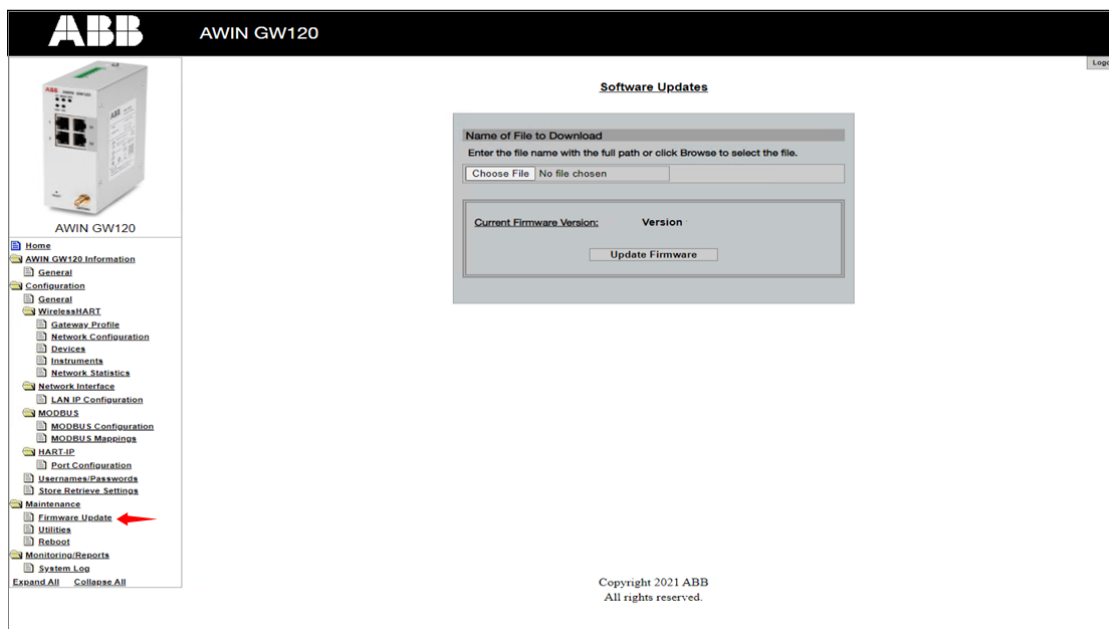 ABB
AWIN GW120
Logo
Software Updates
Name of File to Download
Enter the file name with the full path or click Browse to select the file.
Choose File No file chosen
Current Firmware Version: Version
Update Firmware
ABB
AWIN GW120
Home
AWIN GW120 Information
General
Configuration
General
WirelessHART
Gateway Profile
Network Configuration
Devices
Instruments
Network Statistics
Network Interface
LAN IP Configuration
MODBUS
MODBUS Configuration
MODBUS Mappings
HART-IP
Port Configuration
Usernames/Passwords
Store Retrieve Settings
Maintenance
Firmware Update
Utilities
Reboot
Monitoring/Reports
System Log
Expand All Collapse All
Copyright 2021 ABB
All rights reserved.